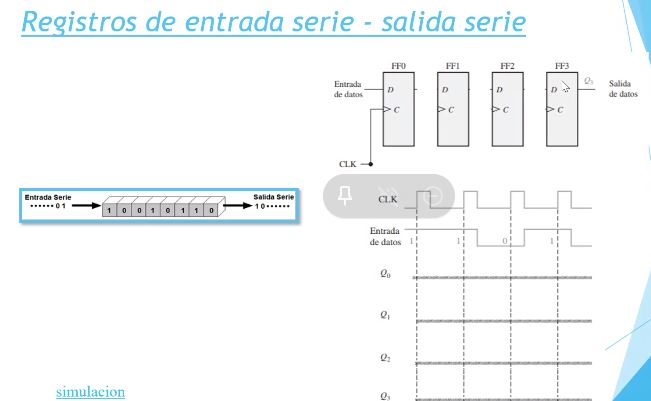 Registros de entrada serie - salida serie
FF0 FF1 FF2 FF3
Entrada
de datos
D D D D
Q3
Salida
de datos
C C C C
CLK
Entrada Serie
•••••• 0 1
1 0 0 1 0 1 1 0
Salida Serie
1 0 ••••••
CLK
Entrada
de datos
1 1 0 1
Q0
Q1
Q2
Q3
simulacion